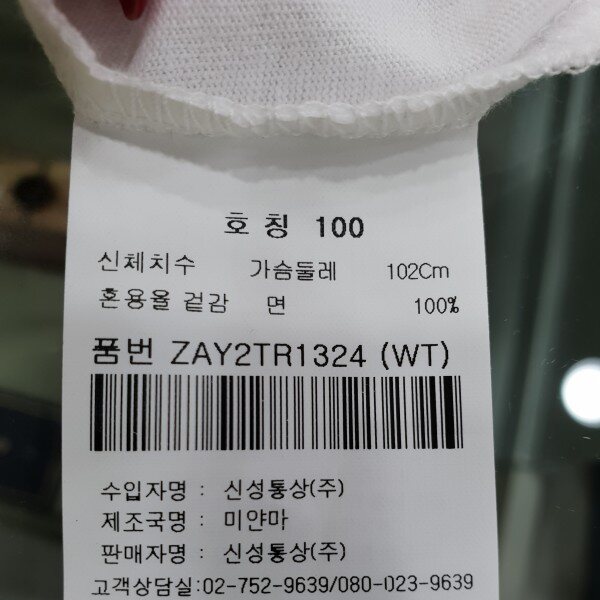 호칭 100
신체치수 가슴둘레 102Cm
혼용율 겉감 면 100%
품번 ZAY2TR1324 (WT)
수입자명 : 신성통상(주)
제조국명 : 미얀마
판매자명 : 신성통상(주)
고객상담실:02-752-9639/080-023-9639